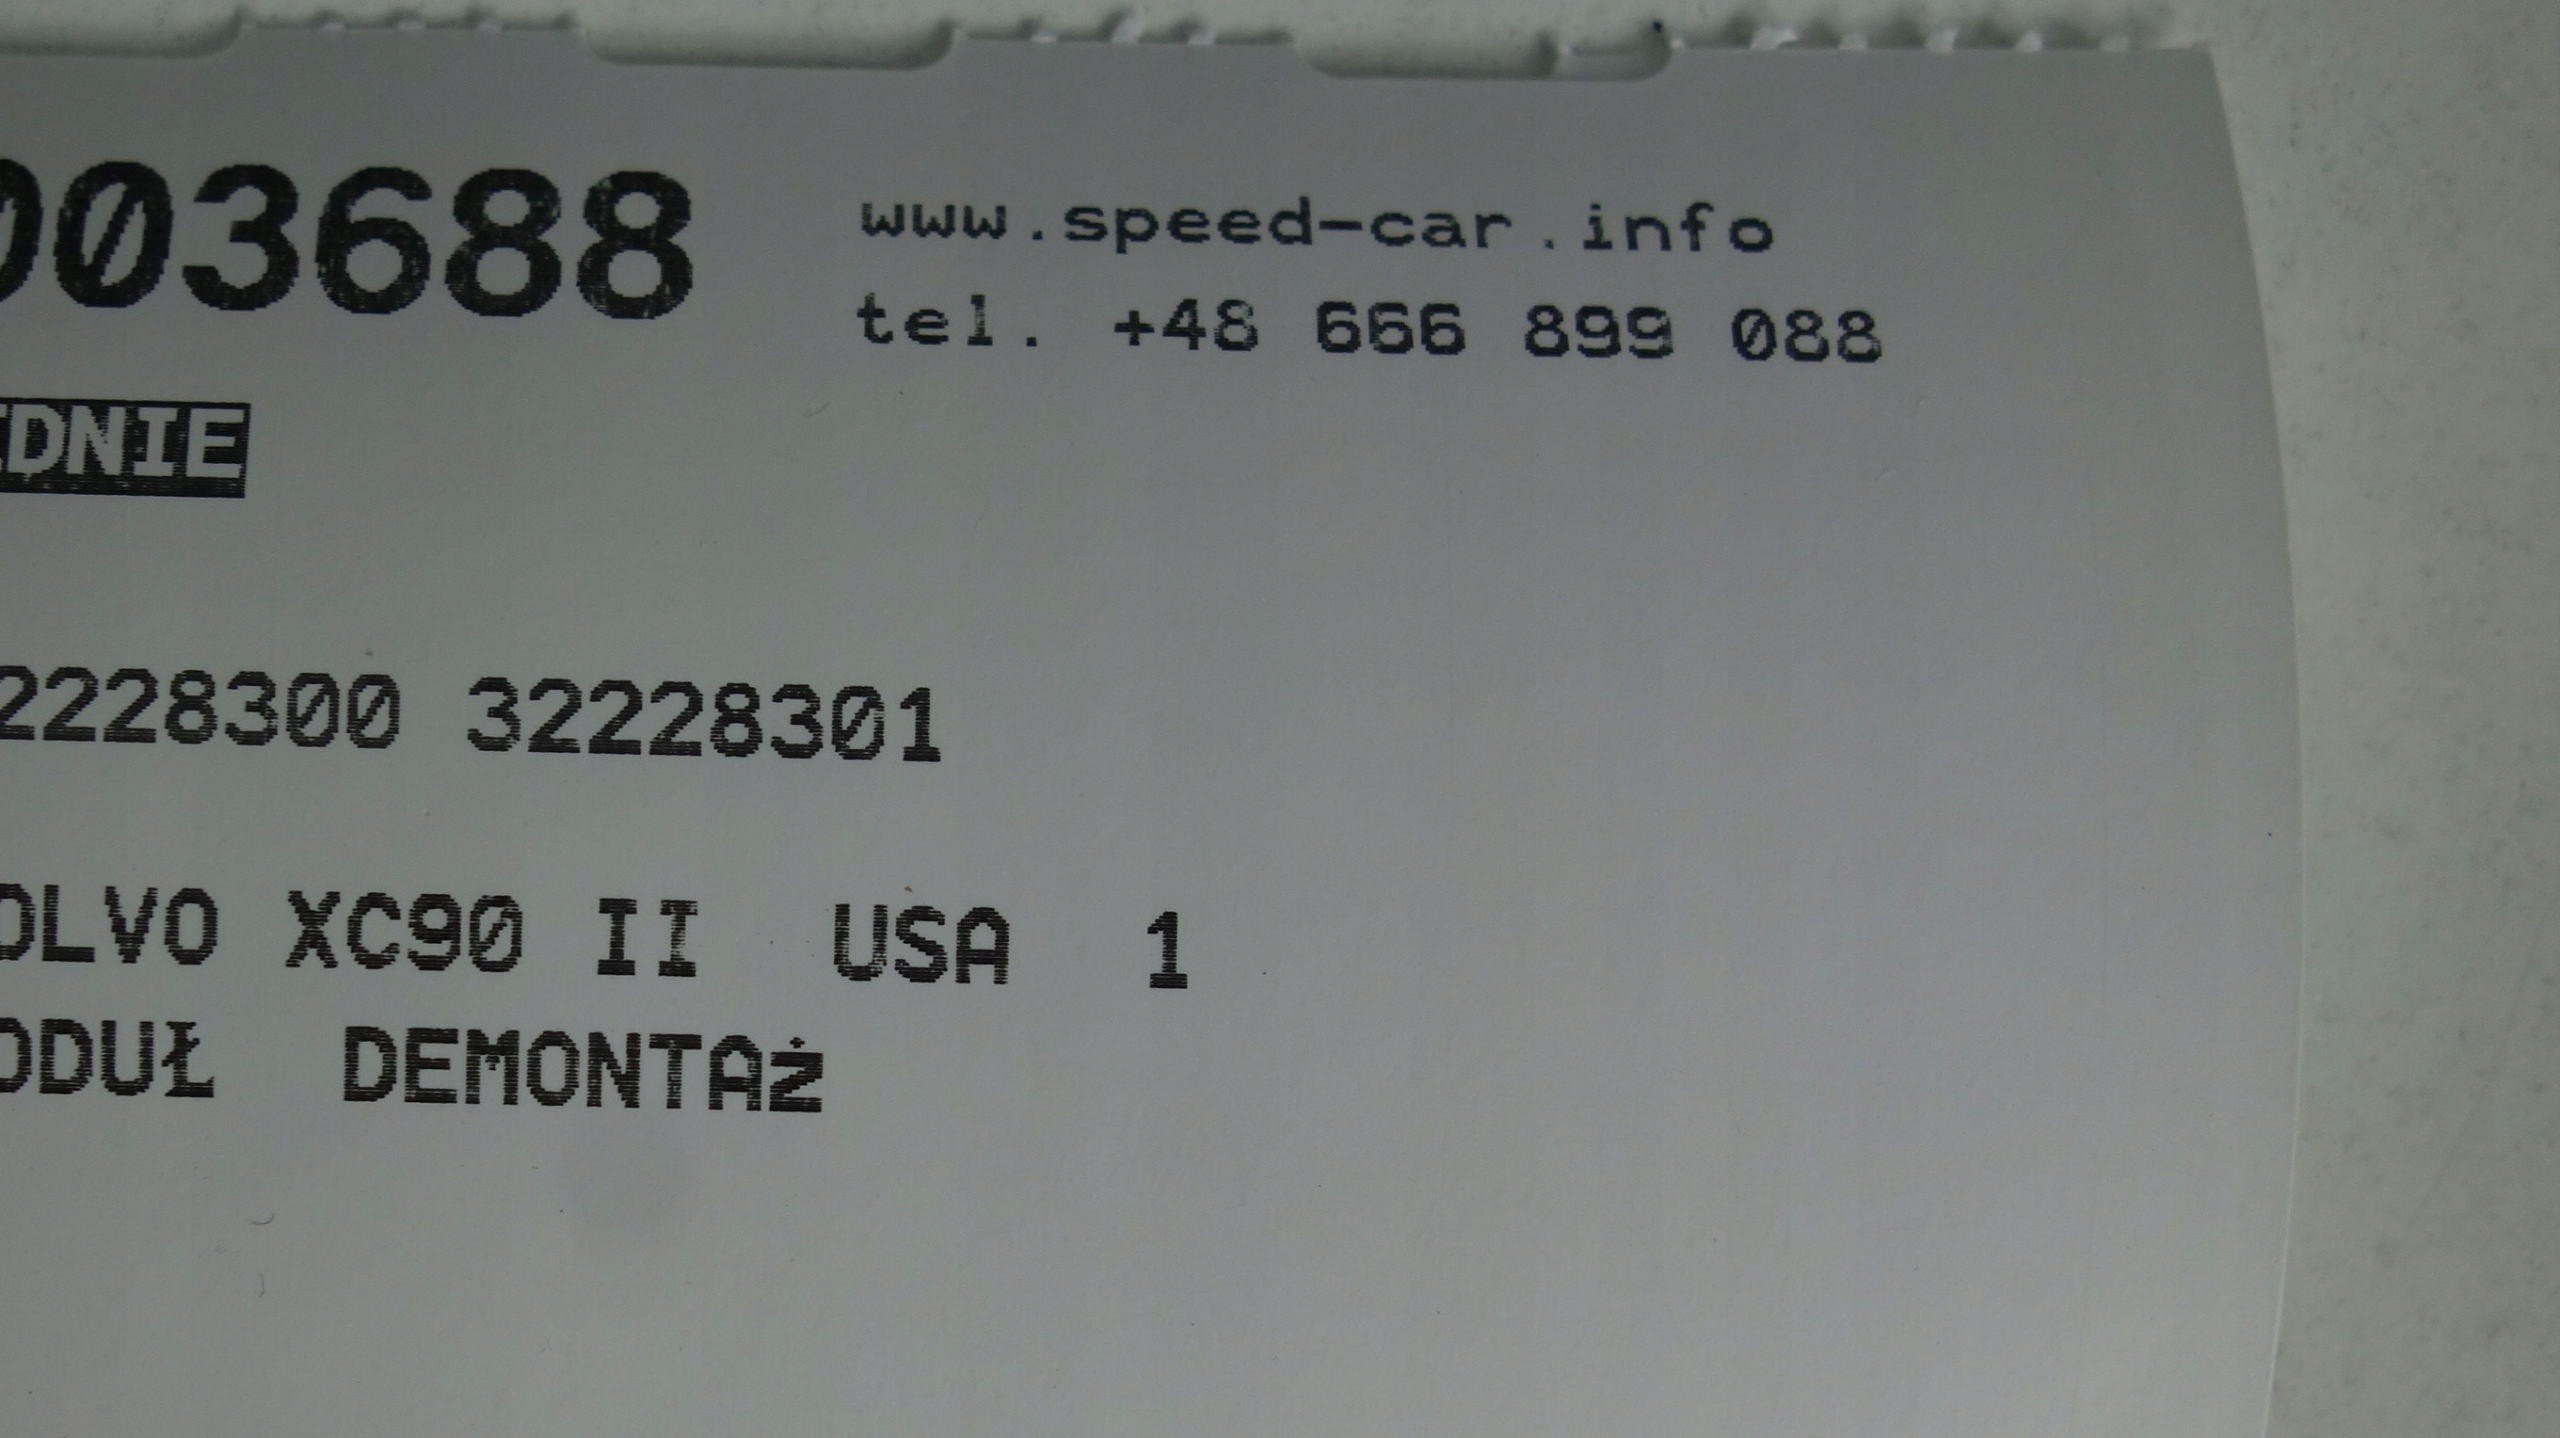 003688
www.speed-car.info
tel. +48 666 899 088
EDNIE
2228300 32228301
OLVO XC90 II USA 1
ODUŁ DEMONTAŻ